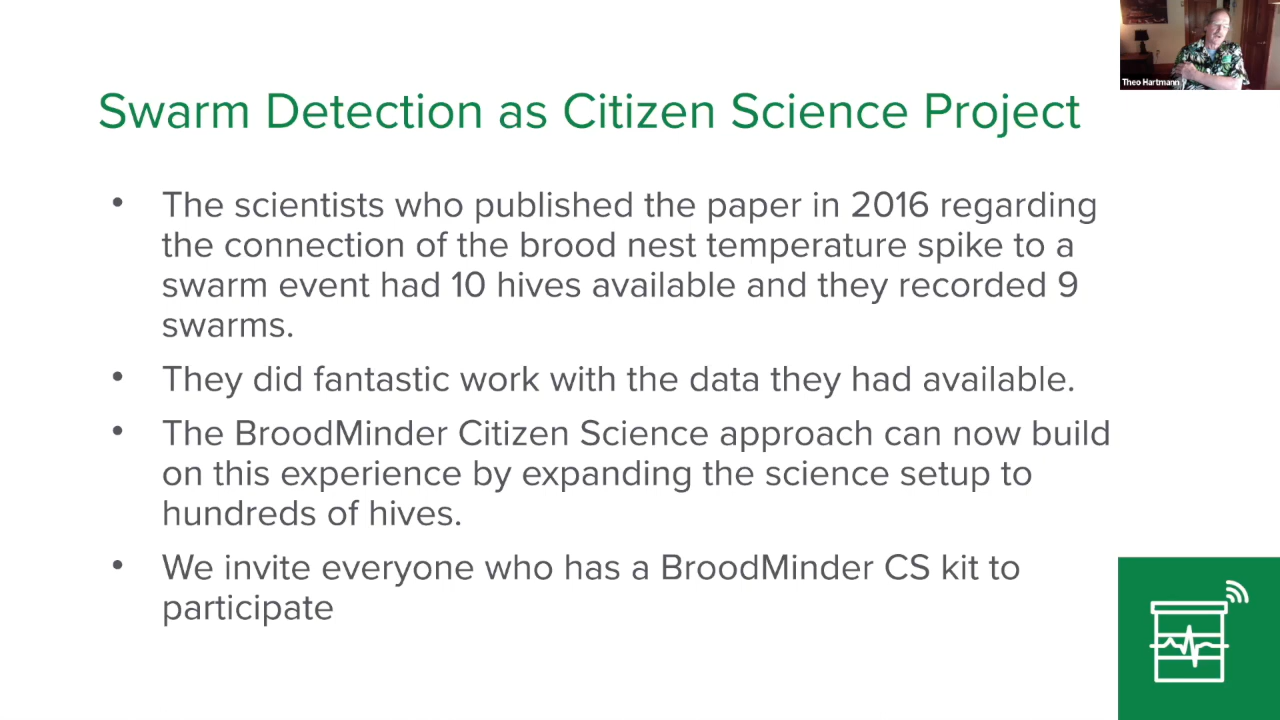 Theo Hartmann
Swarm Detection as Citizen Science Project
• The scientists who published the paper in 2016 regarding
the connection of the brood nest temperature spike to a
swarm event had 10 hives available and they recorded 9
swarms.
• They did fantastic work with the data they had available.
• The BroodMinder Citizen Science approach can now build
on this experience by expanding the science setup to
hundreds of hives.
• We invite everyone who has a BroodMinder CS kit to
participate